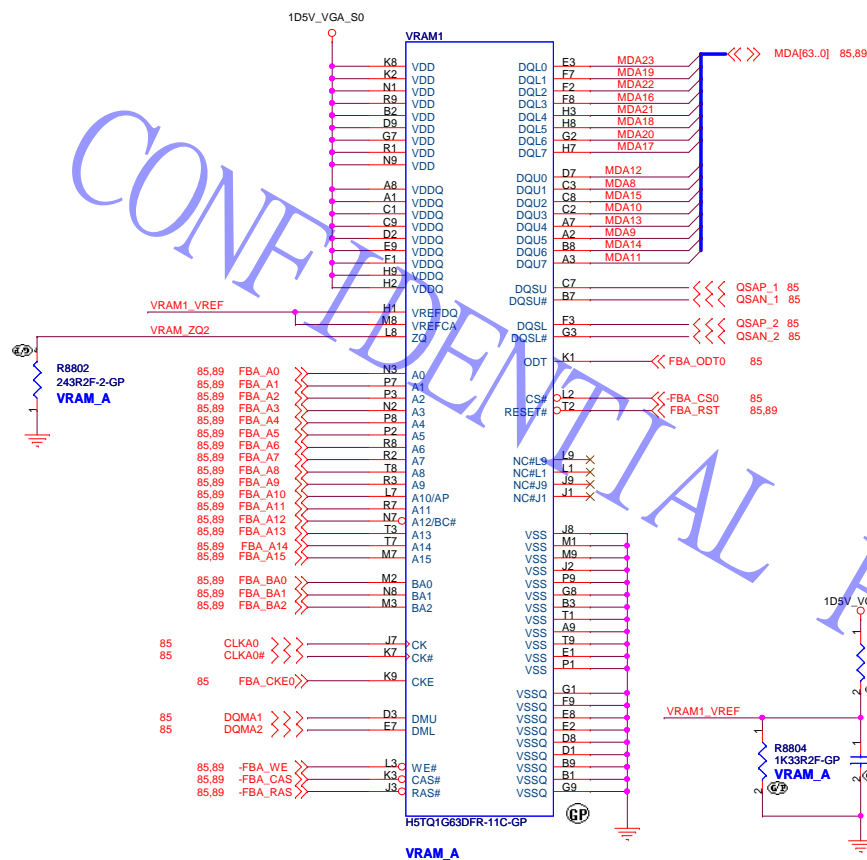 1D5V_VGA_S0
VRAM1
K8 VDD
K2 VDD
N1 VDD
R9 VDD
B2 VDD
D9 VDD
G7 VDD
R1 VDD
N9 VDD
A8 VDDQ
A1 VDDQ
C1 VDDQ
C9 VDDQ
D2 VDDQ
E9 VDDQ
F1 VDDQ
H9 VDDQ
H2 VDDQ
VRAM1_VREF H1 VREFDQ
M8 VREFCA
VRAM_ZQ2 L8 ZQ
R8802
243R2F-2-GP
VRAM_A
1
85,89 FBA_A0 N3 A0
85,89 FBA_A1 P7 A1
85,89 FBA_A2 P3 A2
85,89 FBA_A3 N2 A3
85,89 FBA_A4 P8 A4
85,89 FBA_A5 P2 A5
85,89 FBA_A6 R8 A6
85,89 FBA_A7 R2 A7
85,89 FBA_A8 T8 A8
85,89 FBA_A9 R3 A9
85,89 FBA_A10 L7 A10/AP
85,89 FBA_A11 R7 A11
85,89 FBA_A12 N7 A12/BC#
85,89 FBA_A13 T3 A13
85,89 FBA_A14 T7 A14
85,89 FBA_A15 M7 A15
85,89 FBA_BA0 M2 BA0
85,89 FBA_BA1 N8 BA1
85,89 FBA_BA2 M3 BA2
85 CLKA0 J7 CK
85 CLKA0# K7 CK#
85 FBA_CKE0 K9 CKE
85 DQMA1 D3 DMU
85 DQMA2 E7 DML
85,89 -FBA_WE L3 WE#
85,89 -FBA_CAS K3 CAS#
85,89 -FBA_RAS J3 RAS#
DQL0 E3 MDA23
DQL1 F7 MDA19
DQL2 F2 MDA22
DQL3 F8 MDA16
DQL4 H3 MDA21
DQL5 H8 MDA18
DQL6 G2 MDA20
DQL7 H7 MDA17
MDA[63..0] 85,89
DQU0 D7 MDA12
DQU1 C3 MDA8
DQU2 C8 MDA15
DQU3 C2 MDA10
DQU4 A7 MDA13
DQU5 A2 MDA9
DQU6 B8 MDA14
DQU7 A3 MDA11
DQSU C7 QSAP_1 85
DQSU# B7 QSAN_1 85
DQSL F3 QSAP_2 85
DQSL# G3 QSAN_2 85
ODT K1 FBA_ODT0 85
CS# L2 -FBA_CS0 85
RESET# T2 FBA_RST 85,89
NC#L9 L9
NC#L1 L1
NC#J9 J9
NC#J1 J1
VSS J8
VSS M1
VSS M9
VSS J2
VSS P9
VSS G8
VSS B3
VSS T1
VSS A9
VSS T9
VSS E1
VSS P1
VSSQ G1
VSSQ F9
VSSQ E8
VSSQ E2
VSSQ D8
VSSQ D1
VSSQ B9
VSSQ B1
VSSQ G9
H5TQ1G63DFR-11C-GP
GP
VRAM_A
1
2
VRAM1_VREF
1
R8804
1K33R2F-GP
VRAM_A
2
1
2
CONFIDENTIAL